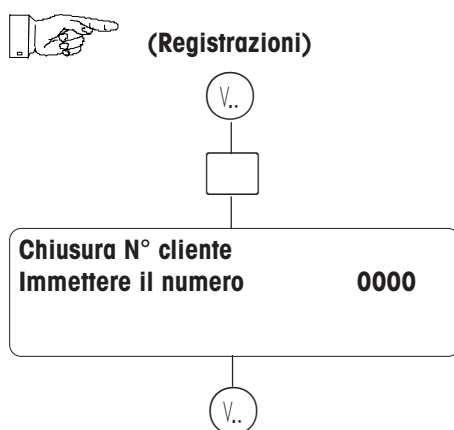 (Registrazioni)
V..
Chiusura N° cliente
Immettere il numero 0000
V..